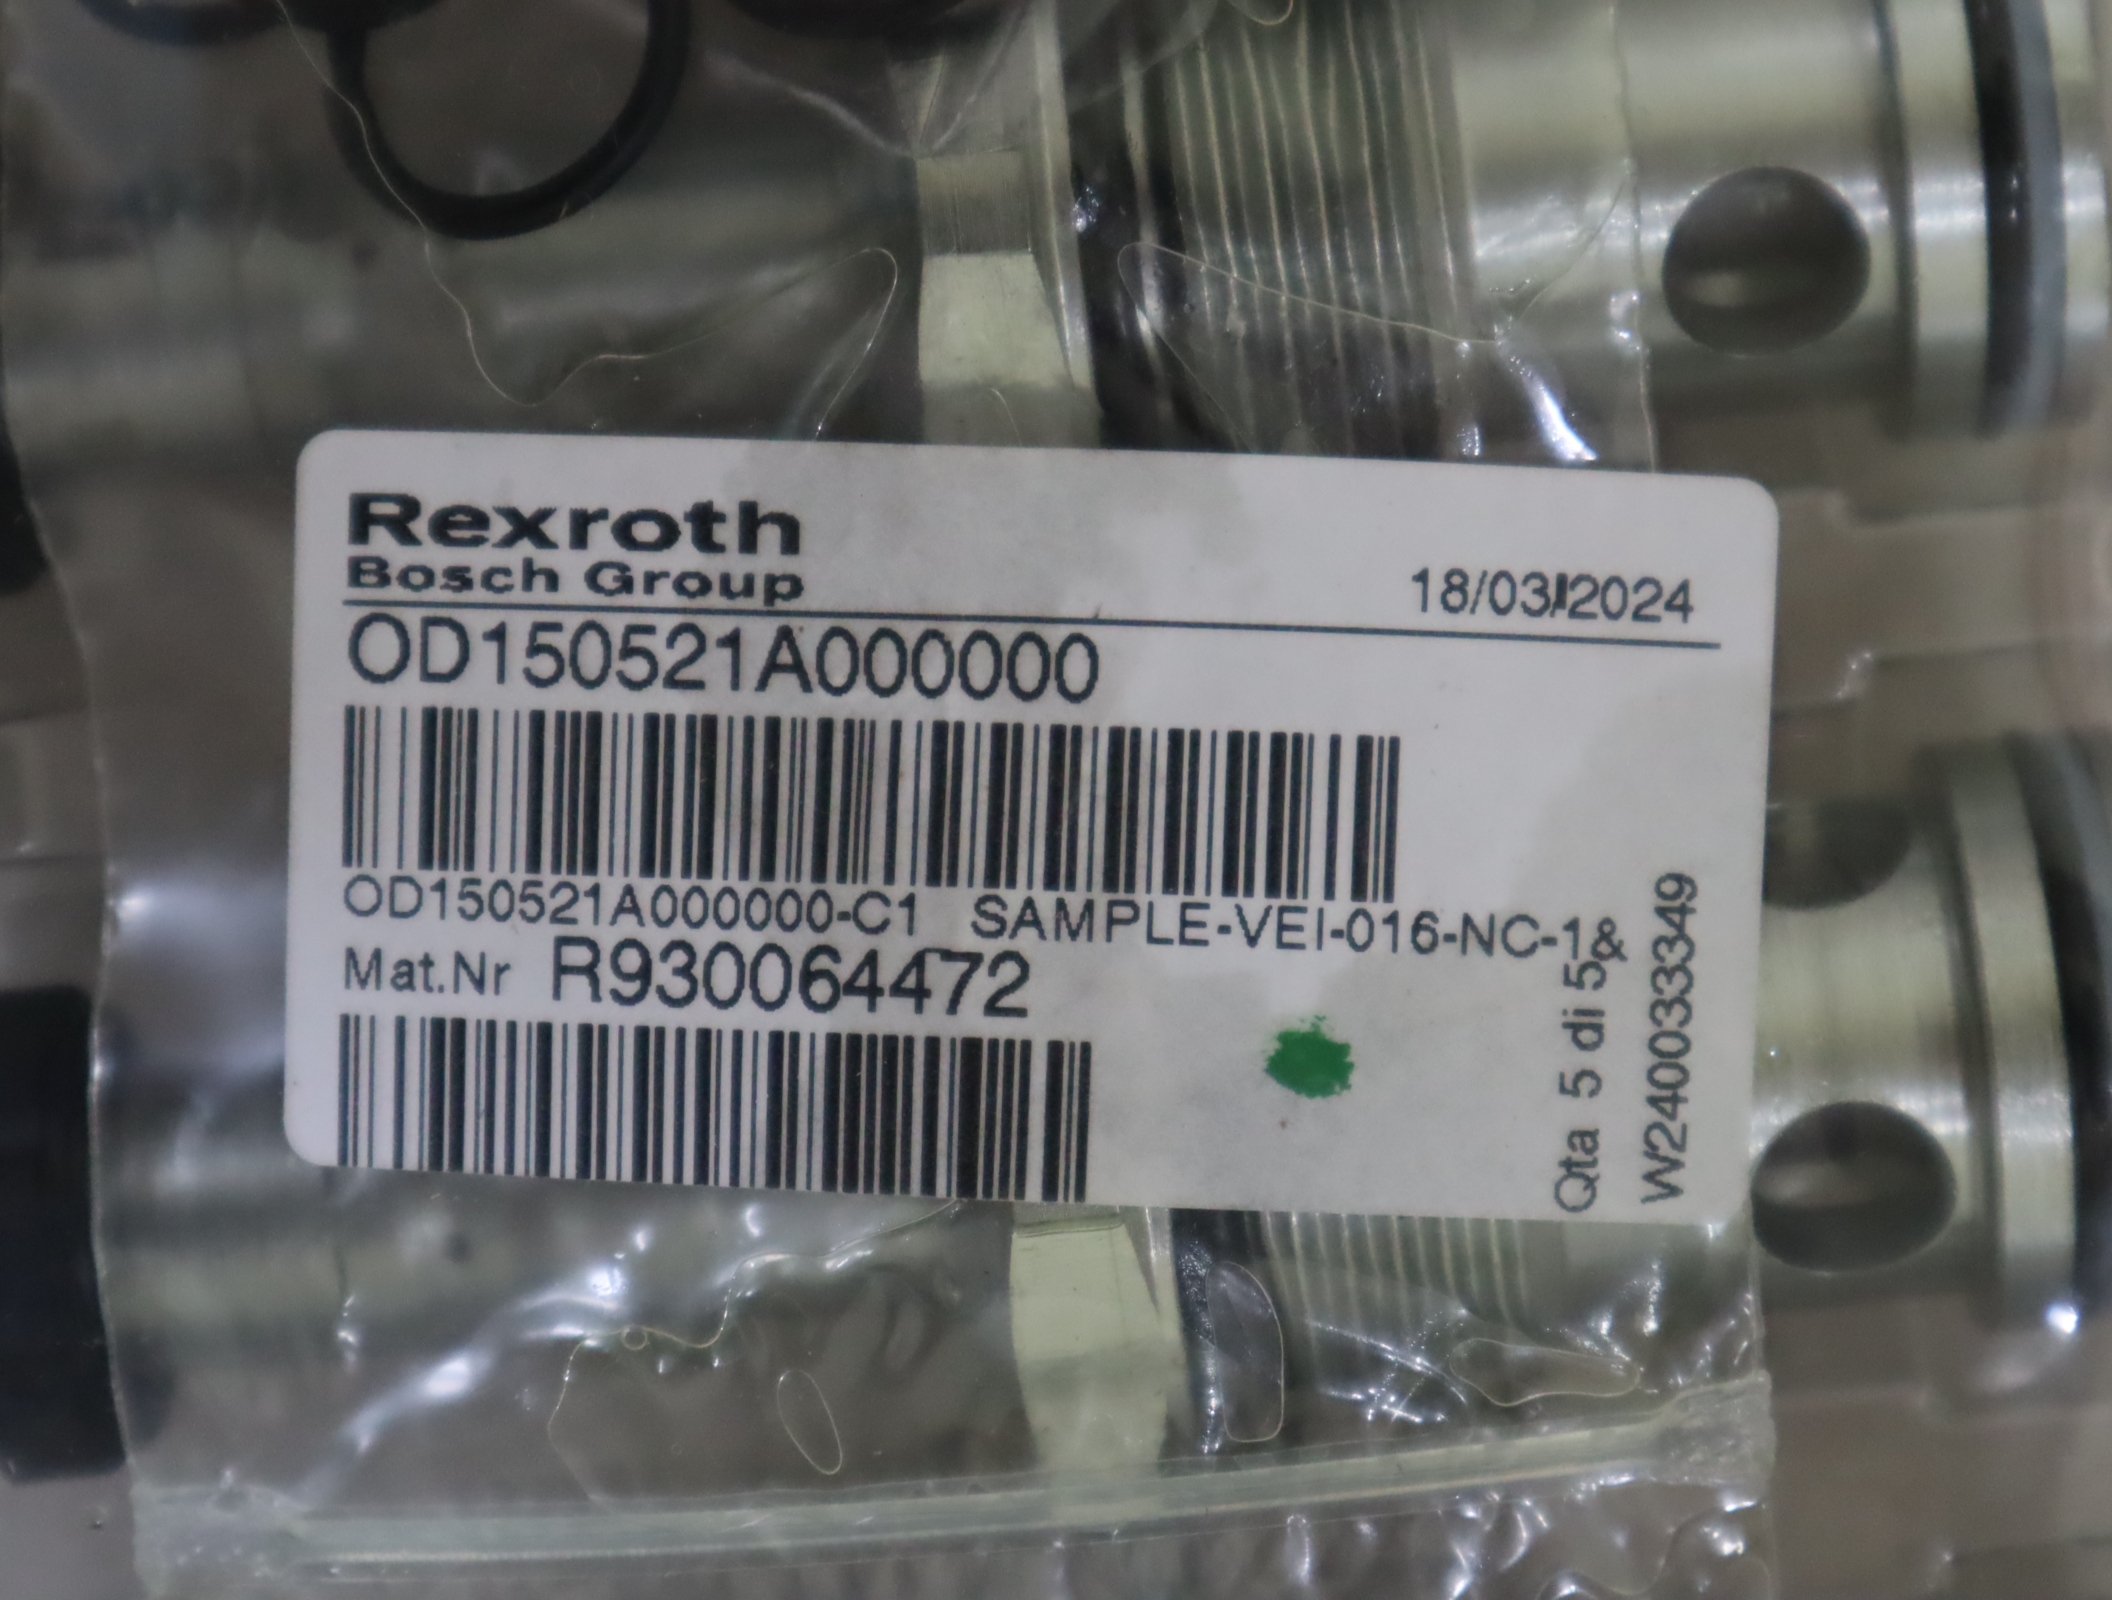 Rexroth
Bosch Group
18/03/2024
OD150521A000000
OD150521A000000-C1 SAMPLE-VEI-016-NC-1&
Mat.Nr R930064472
Qta 5 di 5
W240033349